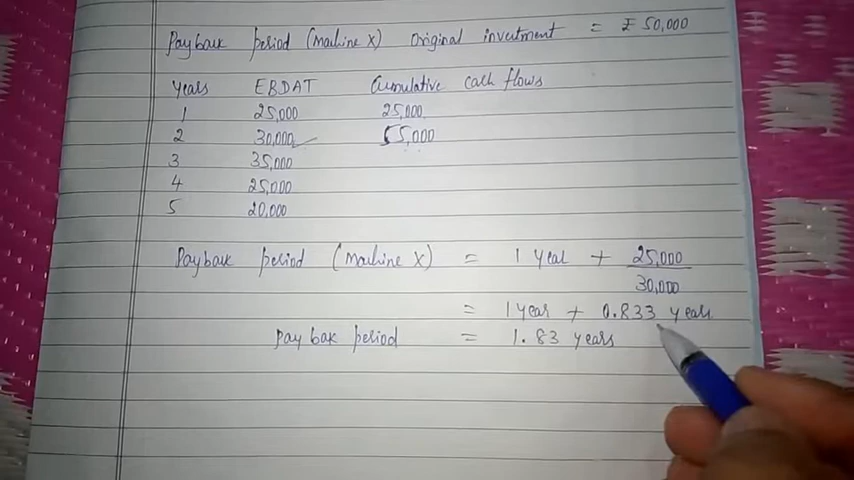 Payback period (Machine X) Original investment = ₹ 50,000
Years EBDAT Cumulative cash flows
1 25,000 25,000
2 30,000 55,000
3 35,000
4 25,000
5 20,000
Payback period (Machine X) = 1 year + 25,000
30,000
= 1 year + 0.833 years
Payback period = 1.83 years